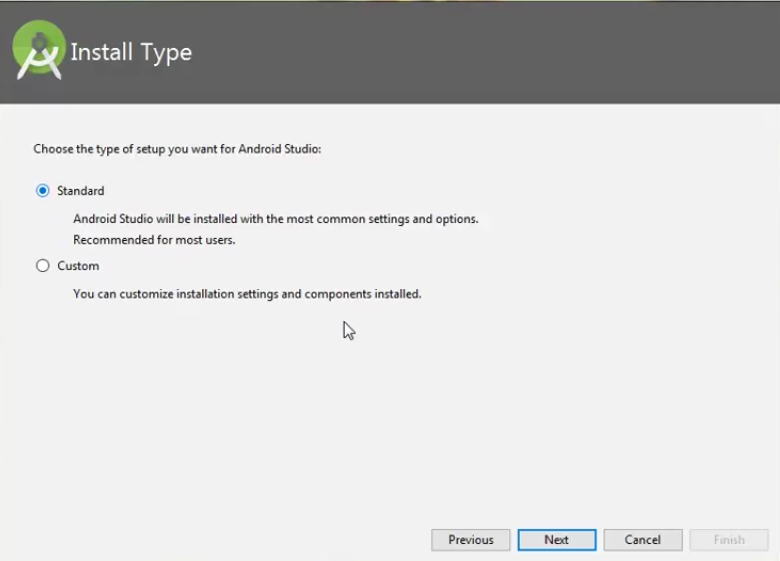 Install Type
Choose the type of setup you want for Android Studio:
Standard
Android Studio will be installed with the most common settings and options.
Recommended for most users.
Custom
You can customize installation settings and components installed.
Previous Next Cancel Finish